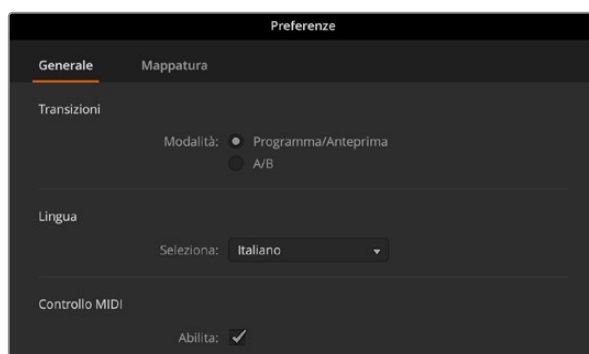 Preferenze
Generale Mappatura
Transizioni
Modalità: Programma/Anteprima
A/B
Lingua
Seleziona: Italiano
Controllo MIDI
Abilita: